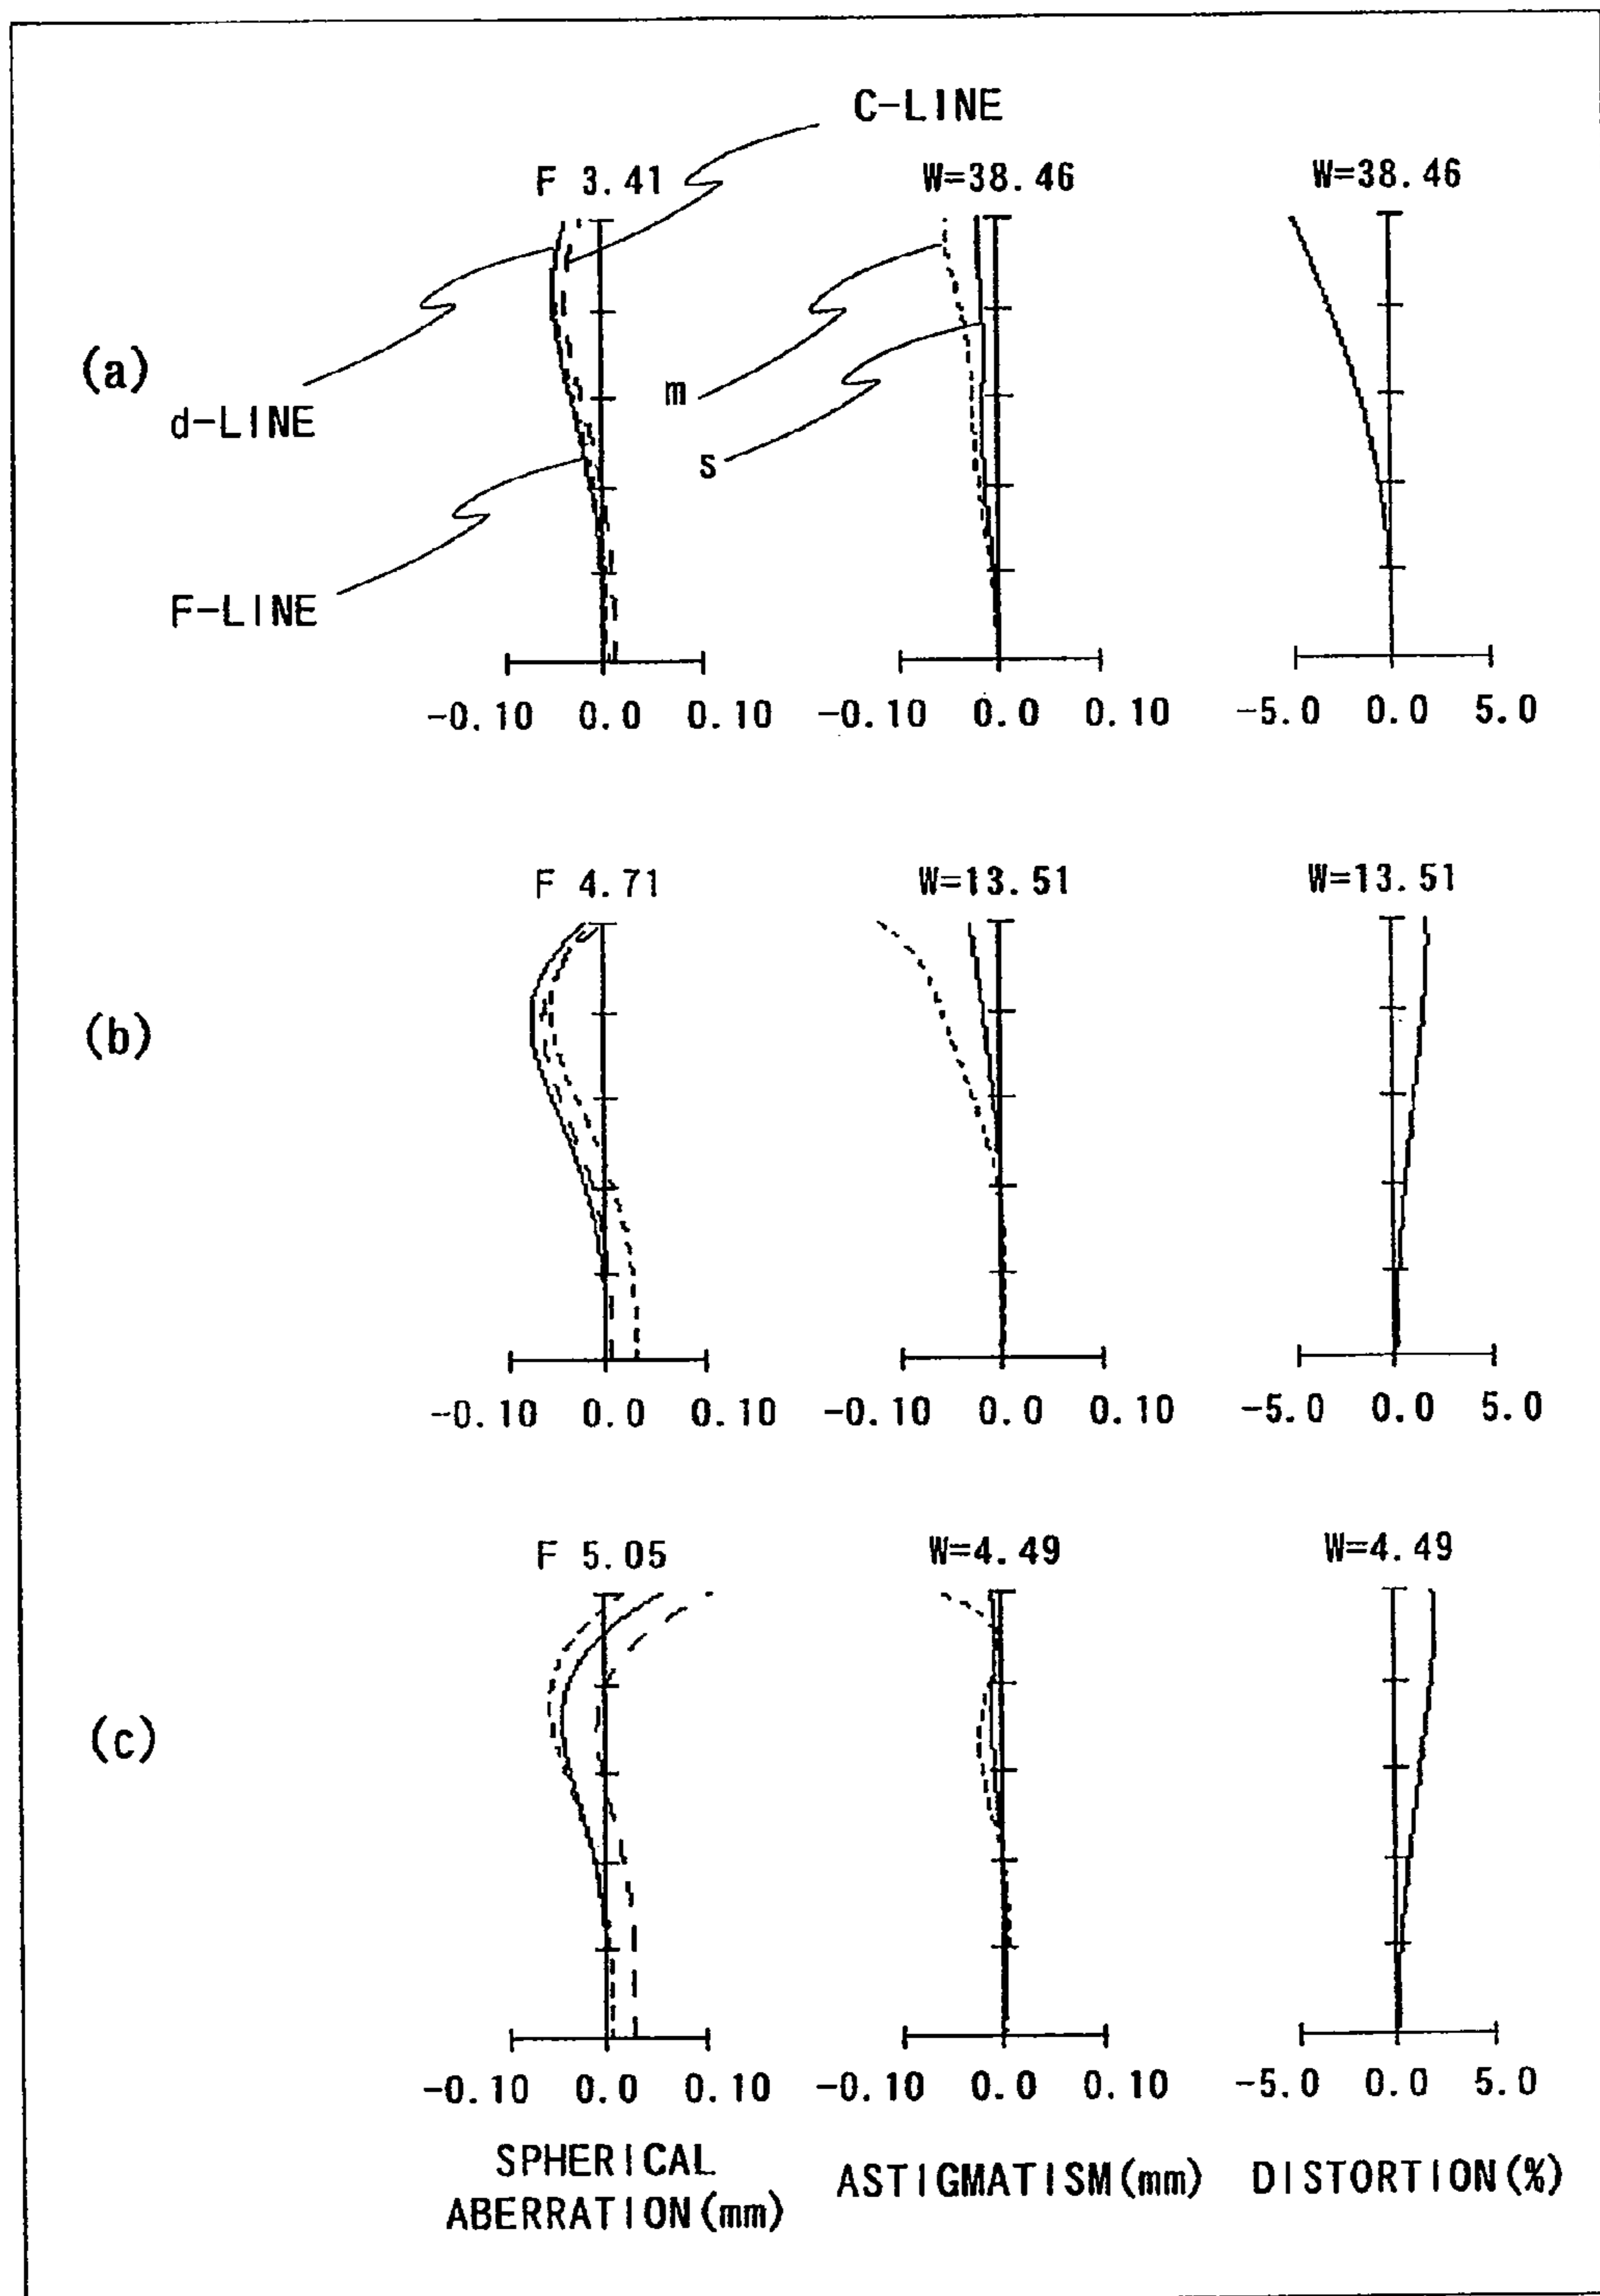 C-LINE
F 3.41 W=38.46 W=38.46
(a)
m
d-LINE
s
F-LINE
-0.10 0.0 0.10 -0.10 0.0 0.10 -5.0 0.0 5.0
F 4.71 W=13.51 W=13.51
(b)
-0.10 0.0 0.10 -0.10 0.0 0.10 -5.0 0.0 5.0
F 5.05 W=4.49 W=4.49
(c)
-0.10 0.0 0.10 -0.10 0.0 0.10 -5.0 0.0 5.0
SPHERICAL
ABERRATION(mm) ASTIGMATISM(mm) DISTORTION(%)